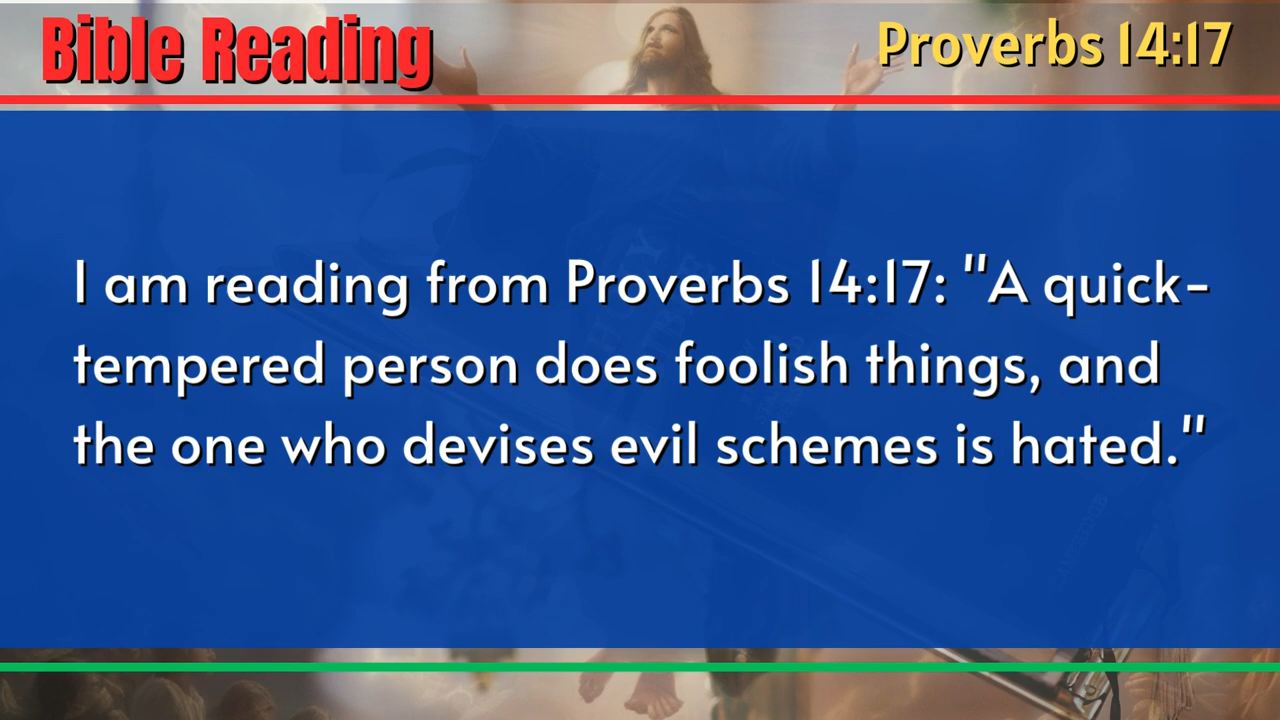 Bible Reading
Proverbs 14:17
I am reading from Proverbs 14:17: "A quick-
tempered person does foolish things, and
the one who devises evil schemes is hated."